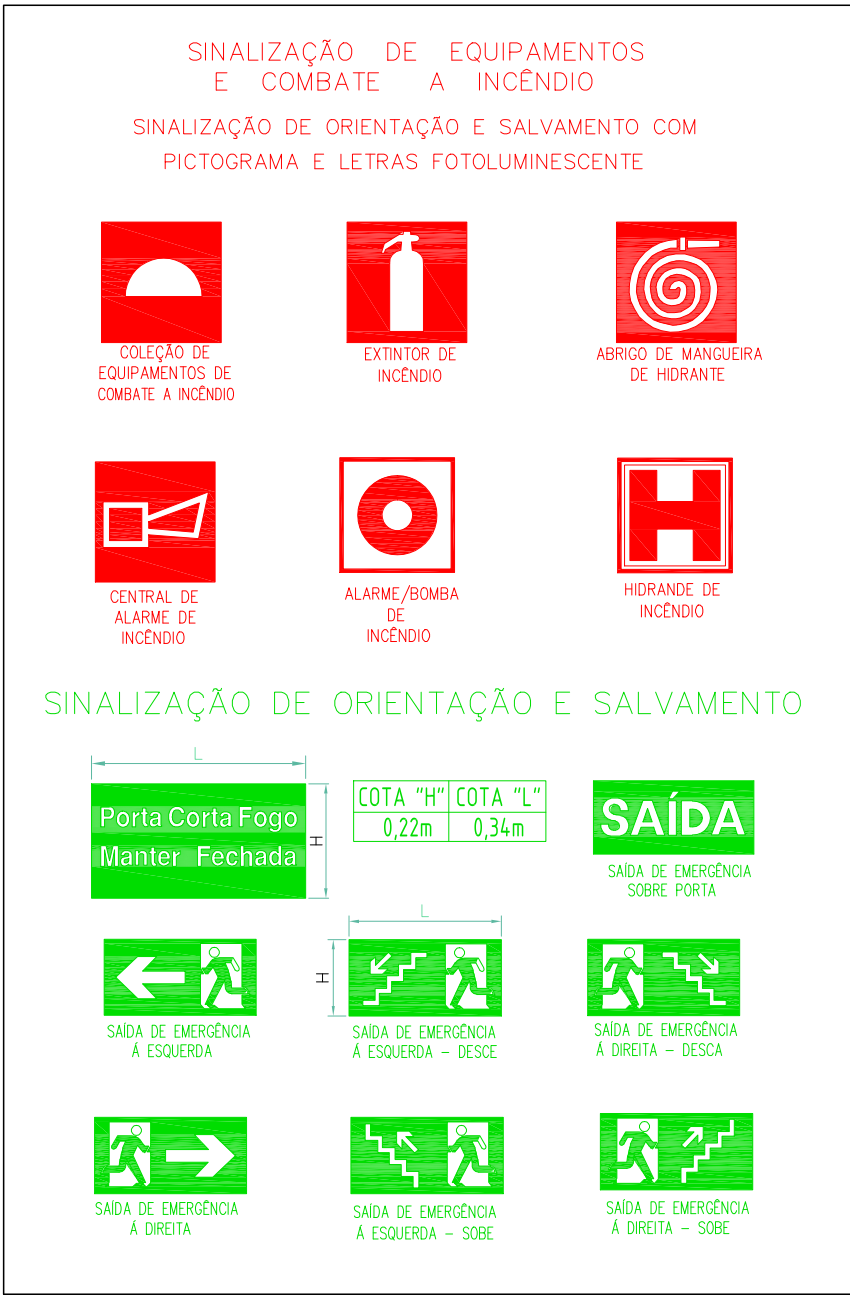 SINALIZAÇÃO DE EQUIPAMENTOS
E COMBATE A INCÊNDIO
SINALIZAÇÃO DE ORIENTAÇÃO E SALVAMENTO COM
PICTOGRAMA E LETRAS FOTOLUMINESCENTE
COLEÇÃO DE
EQUIPAMENTOS DE
COMBATE A INCÊNDIO
EXTINTOR DE
INCÊNDIO
ABRIGO DE MANGUEIRA
DE HIDRANTE
CENTRAL DE
ALARME DE
INCÊNDIO
ALARME/BOMBA
DE
INCÊNDIO
H
HIDRANDE DE
INCÊNDIO
SINALIZAÇÃO DE ORIENTAÇÃO E SALVAMENTO
L
Porta Corta Fogo
Manter Fechada
H
COTA "H" COTA "L"
0,22m 0,34m
SAÍDA
SAÍDA DE EMERGÊNCIA
SOBRE PORTA
SAÍDA DE EMERGÊNCIA
Á ESQUERDA
L
H
SAÍDA DE EMERGÊNCIA
Á ESQUERDA – DESCE
SAÍDA DE EMERGÊNCIA
Á DIREITA – DESCA
SAÍDA DE EMERGÊNCIA
Á DIREITA
SAÍDA DE EMERGÊNCIA
Á ESQUERDA – SOBE
SAÍDA DE EMERGÊNCIA
Á DIREITA – SOBE